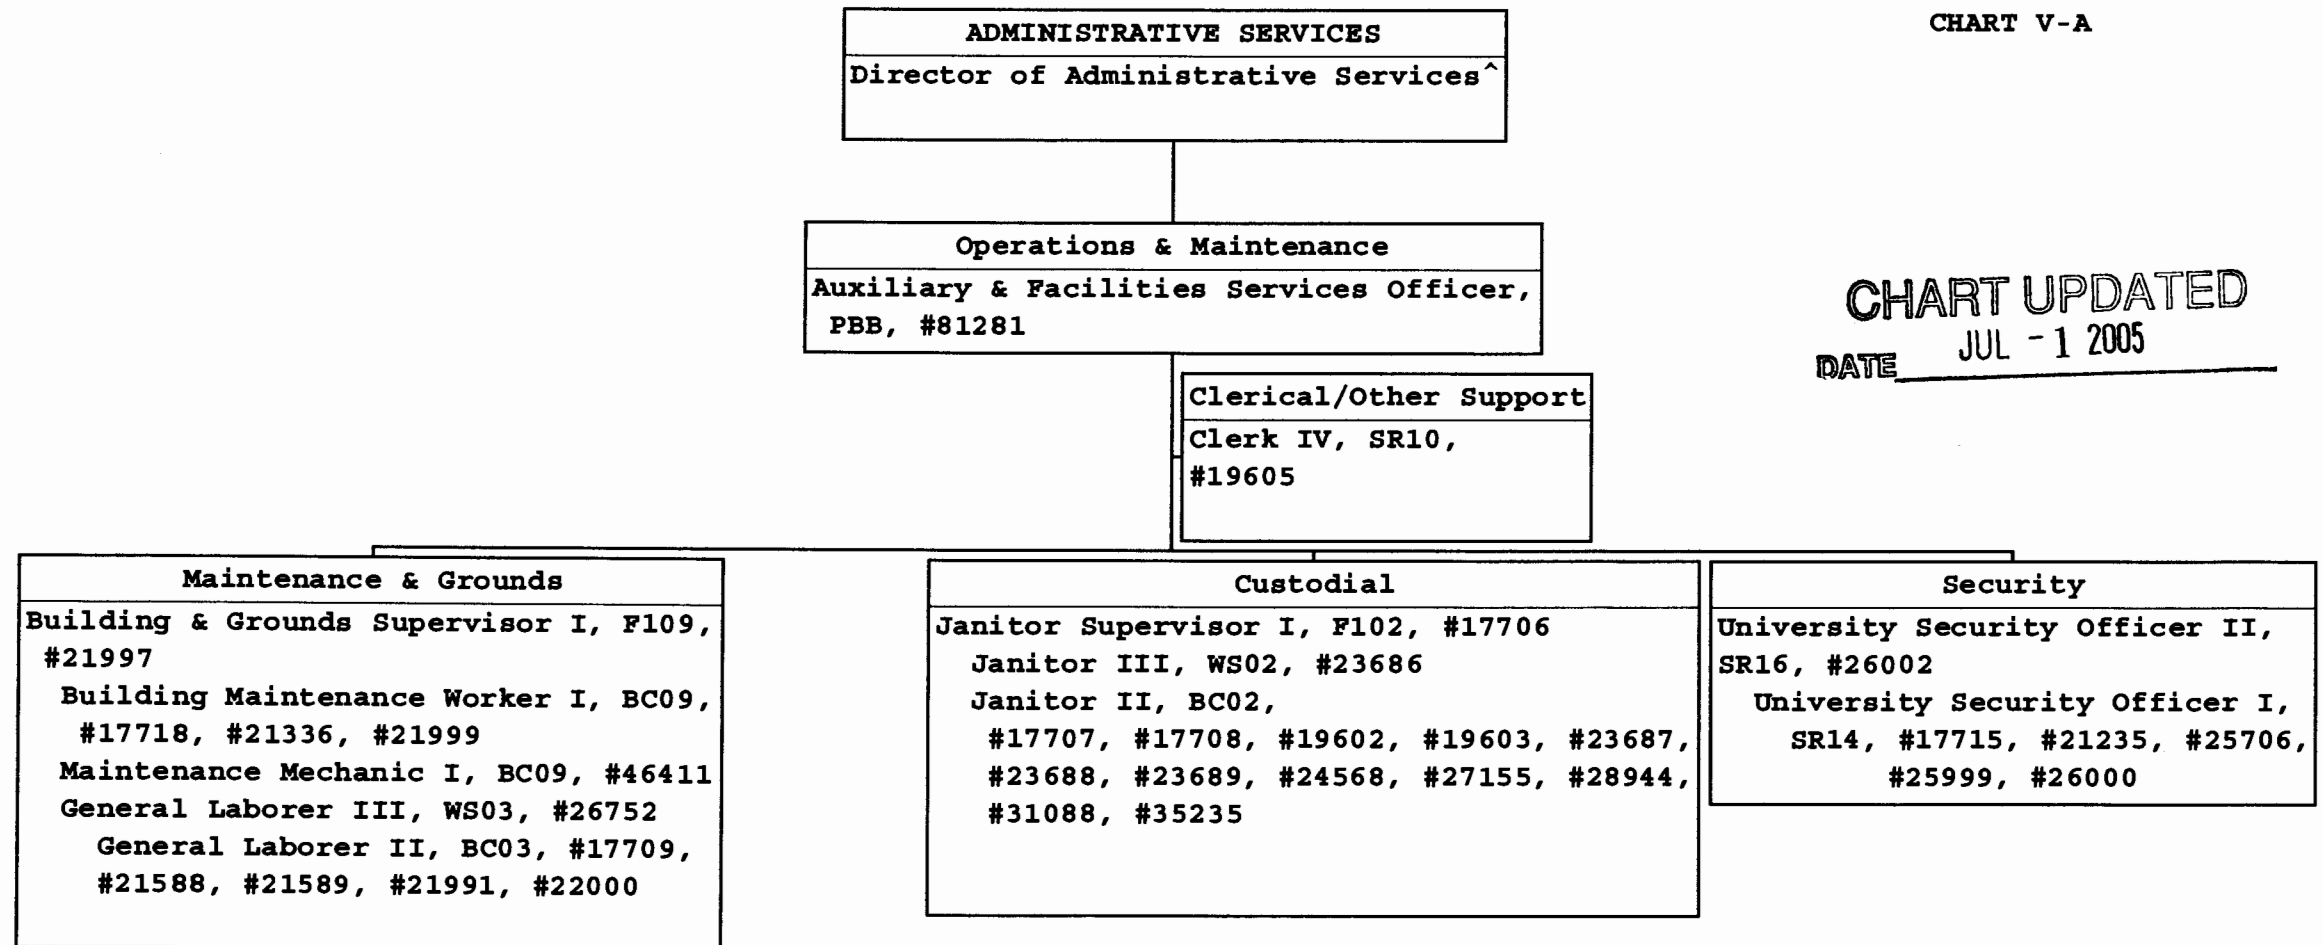 CHART V-A
ADMINISTRATIVE SERVICES
Director of Administrative Services^
Operations & Maintenance
Auxiliary & Facilities Services Officer,
PBB, #81281
CHART UPDATED
JUL - 1 2005
DATE
Clerical/Other Support
Clerk IV, SR10,
#19605
Maintenance & Grounds
Building & Grounds Supervisor I, F109,
#21997
Building Maintenance Worker I, BC09,
#17718, #21336, #21999
Maintenance Mechanic I, BC09, #46411
General Laborer III, WS03, #26752
General Laborer II, BC03, #17709,
#21588, #21589, #21991, #22000
Custodial
Janitor Supervisor I, F102, #17706
Janitor III, WS02, #23686
Janitor II, BC02,
#17707, #17708, #19602, #19603, #23687,
#23688, #23689, #24568, #27155, #28944,
#31088, #35235
Security
University Security Officer II,
SR16, #26002
University Security Officer I,
SR14, #17715, #21235, #25706,
#25999, #26000